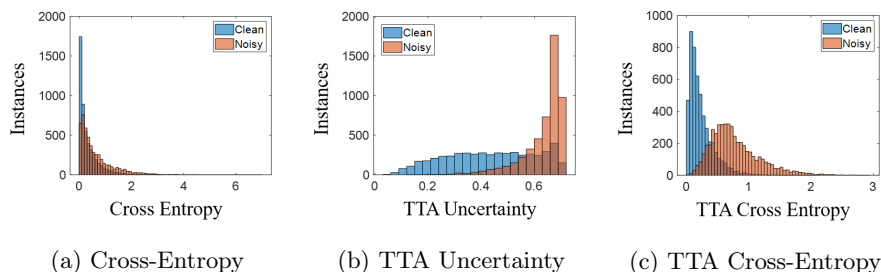 2000
1500
1000
500
0
Instances
0 2 4 6
Cross Entropy
Clean
Noisy
(a) Cross-Entropy
2000
1500
1000
500
0
Instances
0 0.2 0.4 0.6
TTA Uncertainty
Clean
Noisy
(b) TTA Uncertainty
1000
800
600
400
200
0
Instances
0 1 2 3
TTA Cross Entropy
Clean
Noisy
(c) TTA Cross-Entropy